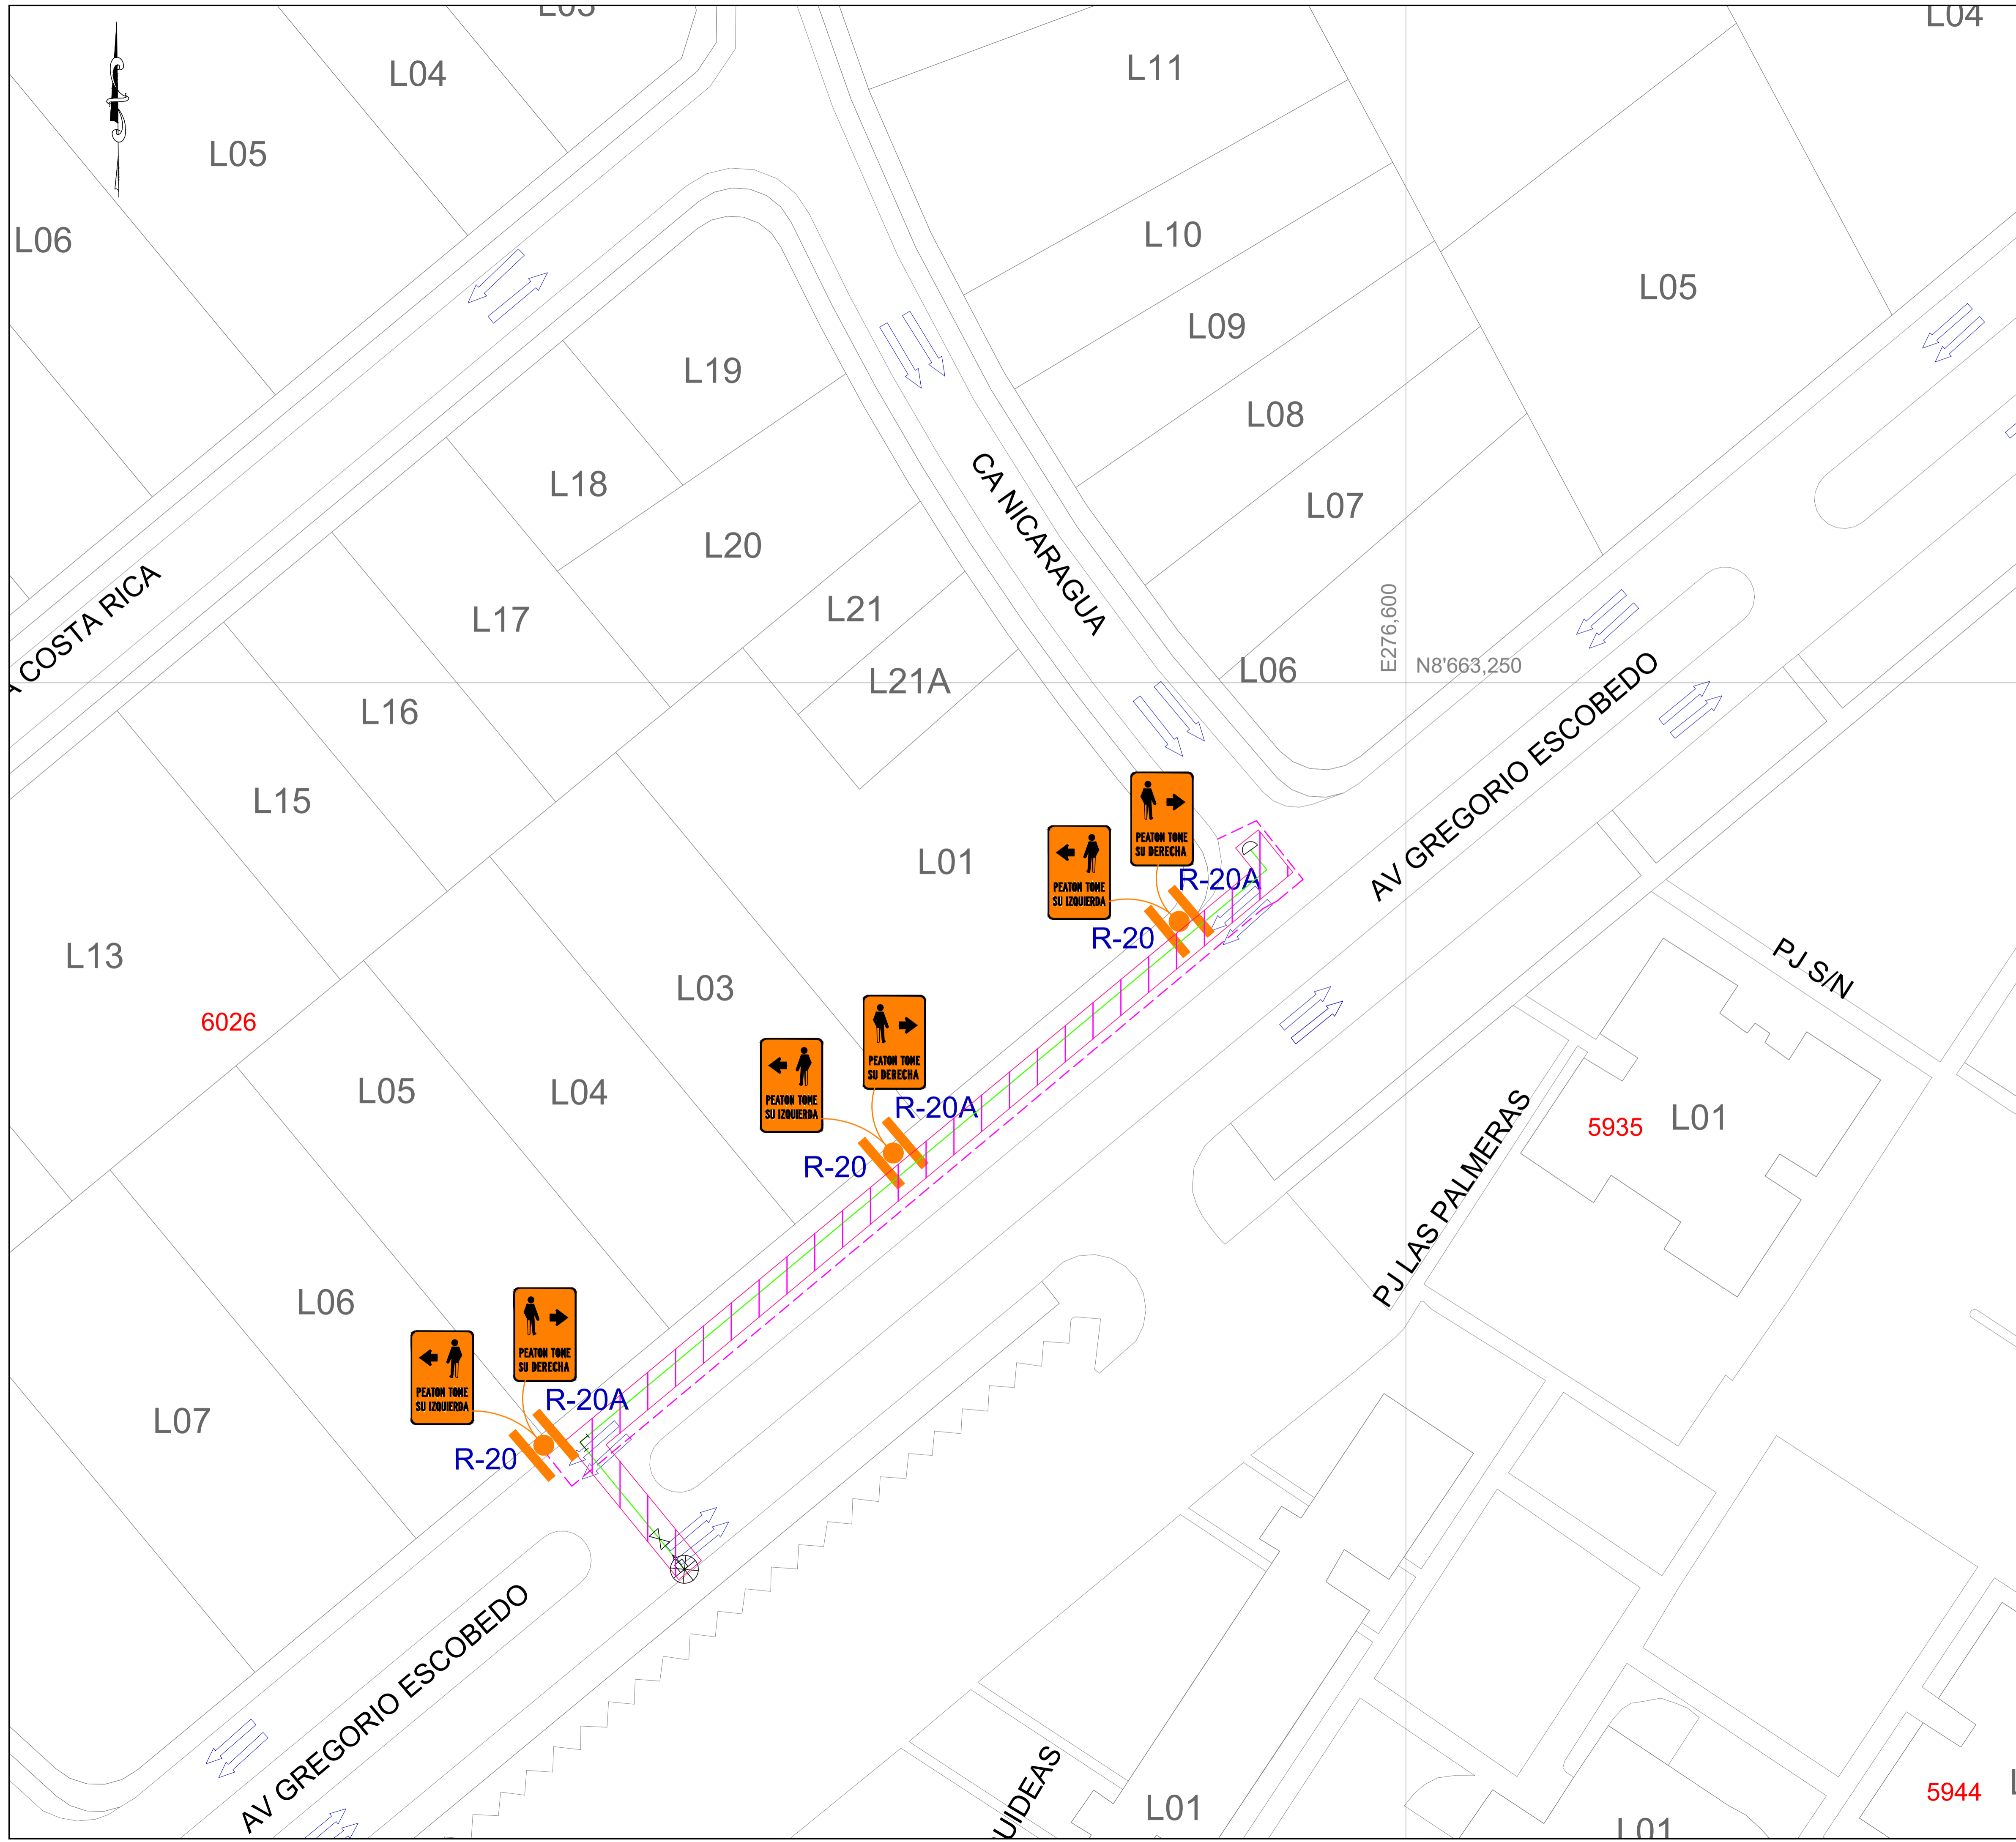 L04
L04
L11
L05
L06
L10
L05
L09
L19
L08
L18
L07
CA NICARAGUA
L20
COSTA RICA
L21
L17
E276,600
N8'663,250
L06
L21A
L16
AV GREGORIO ESCOBEDO
L15
PEATON TOME
SU DERECHA
L01
PEATON TOME
SU IZQUIERDA
R-20A
R-20
L13
PJ S/N
L03
6026
PEATON TOME
SU DERECHA
L05
L04
PEATON TOME
SU IZQUIERDA
R-20A
R-20
5935
L01
PJ LAS PALMERAS
L06
PEATON TOME
SU DERECHA
PEATON TOME
SU IZQUIERDA
R-20A
L07
R-20
AV GREGORIO ESCOBEDO
UIDEAS
L01
5944
L01